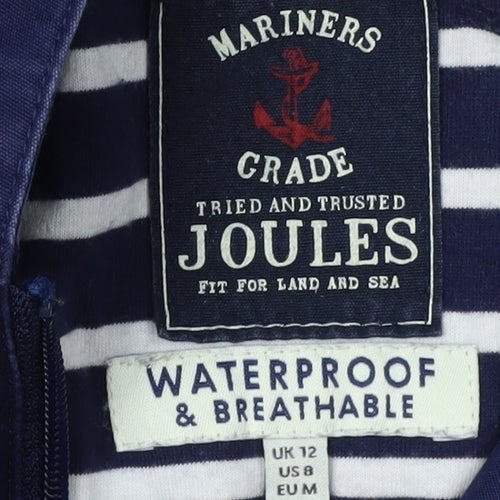 MARINERS
GRADE
TRIED AND TRUSTED
JOULES
FIT FOR LAND AND SEA
WATERPROOF
& BREATHABLE
UK 12
US 8
EU M